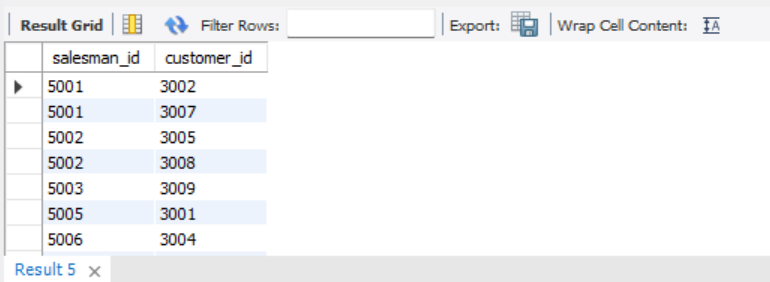 Result Grid Filter Rows: Export: Wrap Cell Content: IA
salesman_id customer_id
5001 3002
5001 3007
5002 3005
5002 3008
5003 3009
5005 3001
5006 3004
Result 5 ×